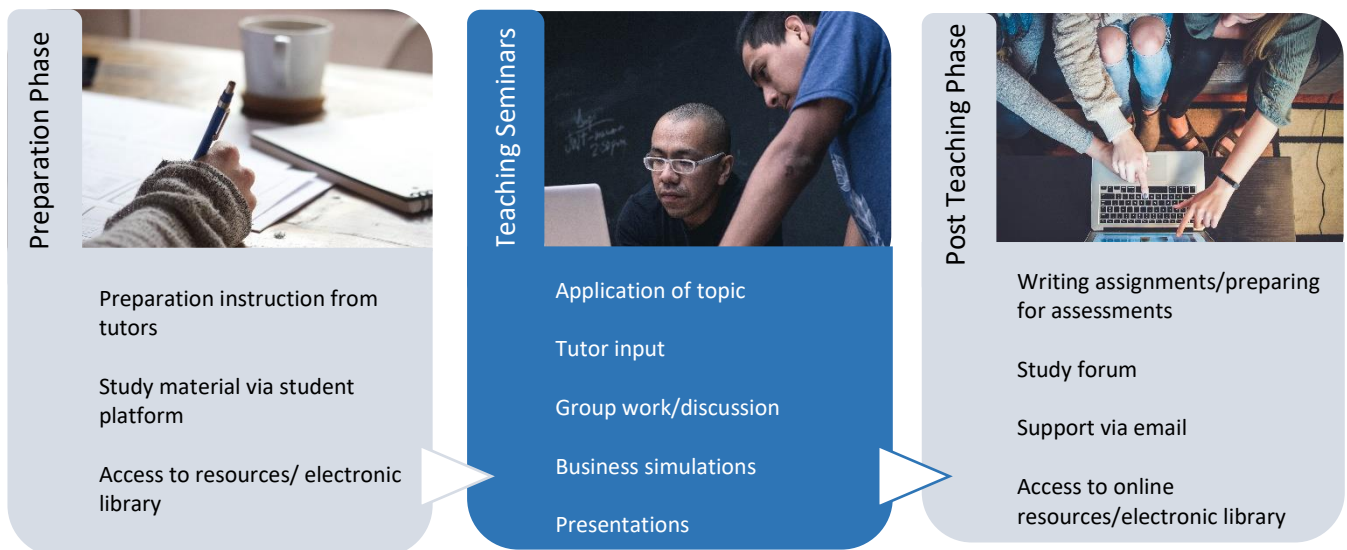 Preparation Phase
Preparation instruction from
tutors
Study material via student
platform
Access to resources/ electronic
library
Teaching Seminars
Application of topic
Tutor input
Group work/discussion
Business simulations
Presentations
Post Teaching Phase
Writing assignments/preparing
for assessments
Study forum
Support via email
Access to online
resources/electronic library